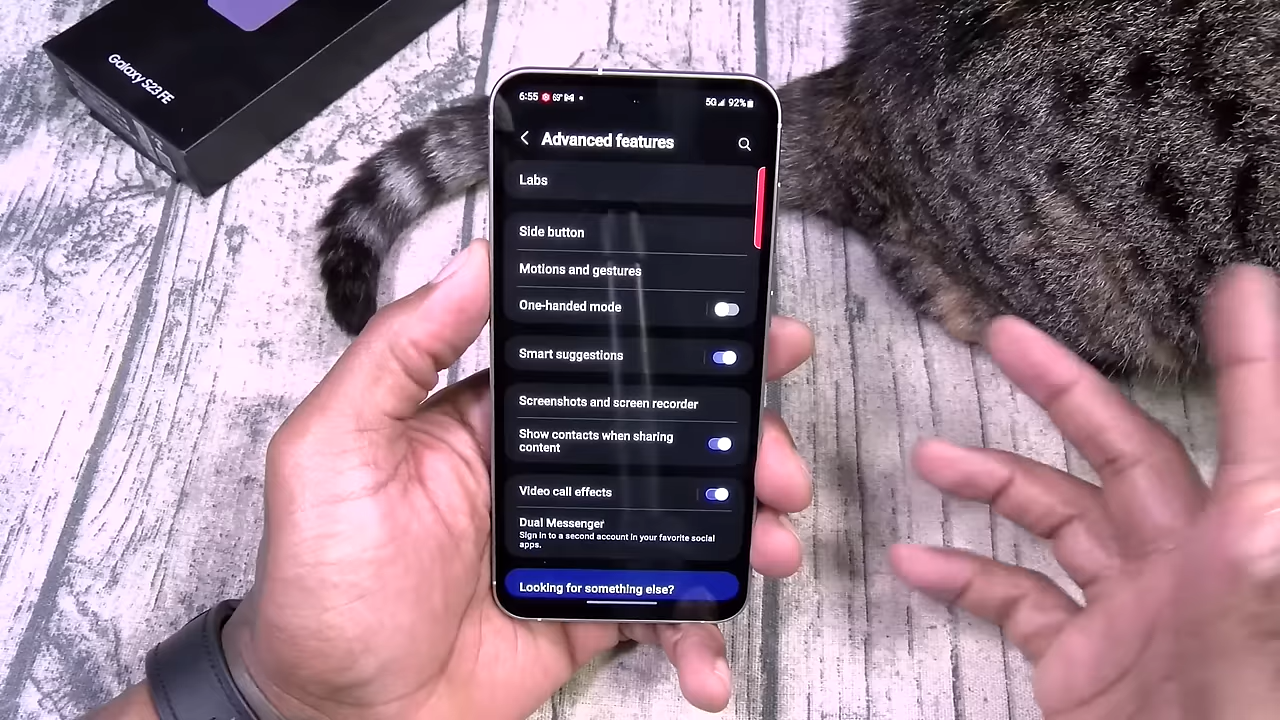 Galaxy S23 FE
6:55
5G 92%
Advanced features
Labs
Side button
Motions and gestures
One-handed mode
Smart suggestions
Screenshots and screen recorder
Show contacts when sharing
content
Video call effects
Dual Messenger
Sign in to a second account in your favorite social
apps.
Looking for something else?